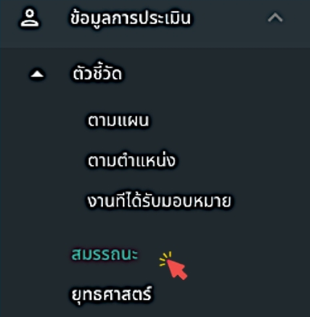 ข้อมูลการประเมิน
ตัวชี้วัด
ตามแผน
ตามตำแหน่ง
งานที่ได้รับมอบหมาย
สมรรถนะ
ยุทธศาสตร์